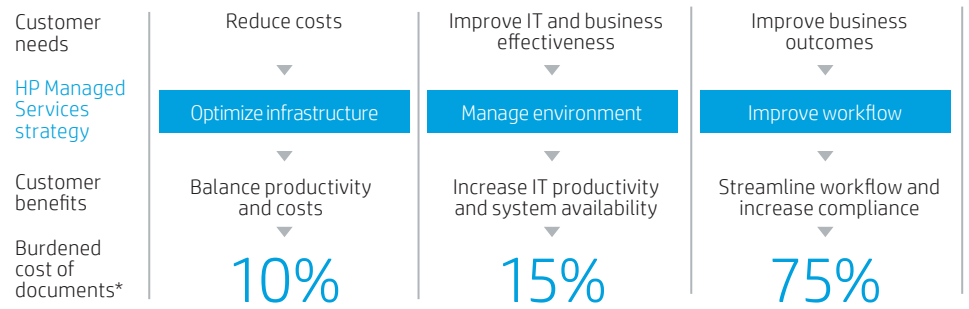 Customer
needs
Reduce costs
Improve IT and business
effectiveness
Improve business
outcomes
HP Managed
Services
strategy
Optimize infrastructure
Manage environment
Improve workflow
Customer
benefits
Balance productivity
and costs
Increase IT productivity
and system availability
Streamline workflow and
increase compliance
Burdened
cost of
documents*
10%
15%
75%